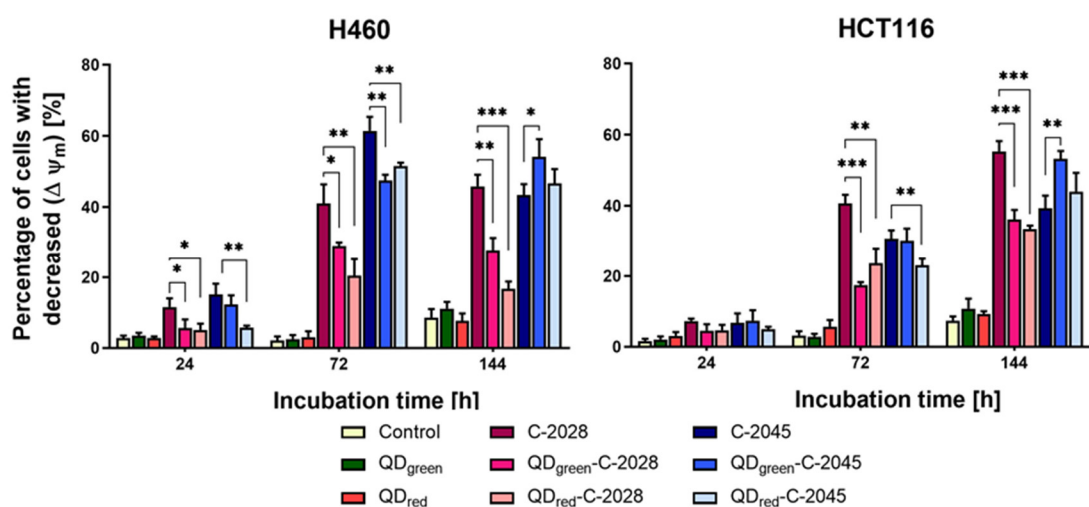 H460
HCT116
Percentage of cells with
decreased (Δ Ψm) [%]
80
60
40
20
0
* * **
* ** ** **
** *** *
24 72 144
Incubation time [h]
80
60
40
20
0
*** ** **
*** *** **
24 72 144
Incubation time [h]
Control C-2028 C-2045
QDgreen QDgreen-C-2028 QDgreen-C-2045
QDred QDred-C-2028 QDred-C-2045